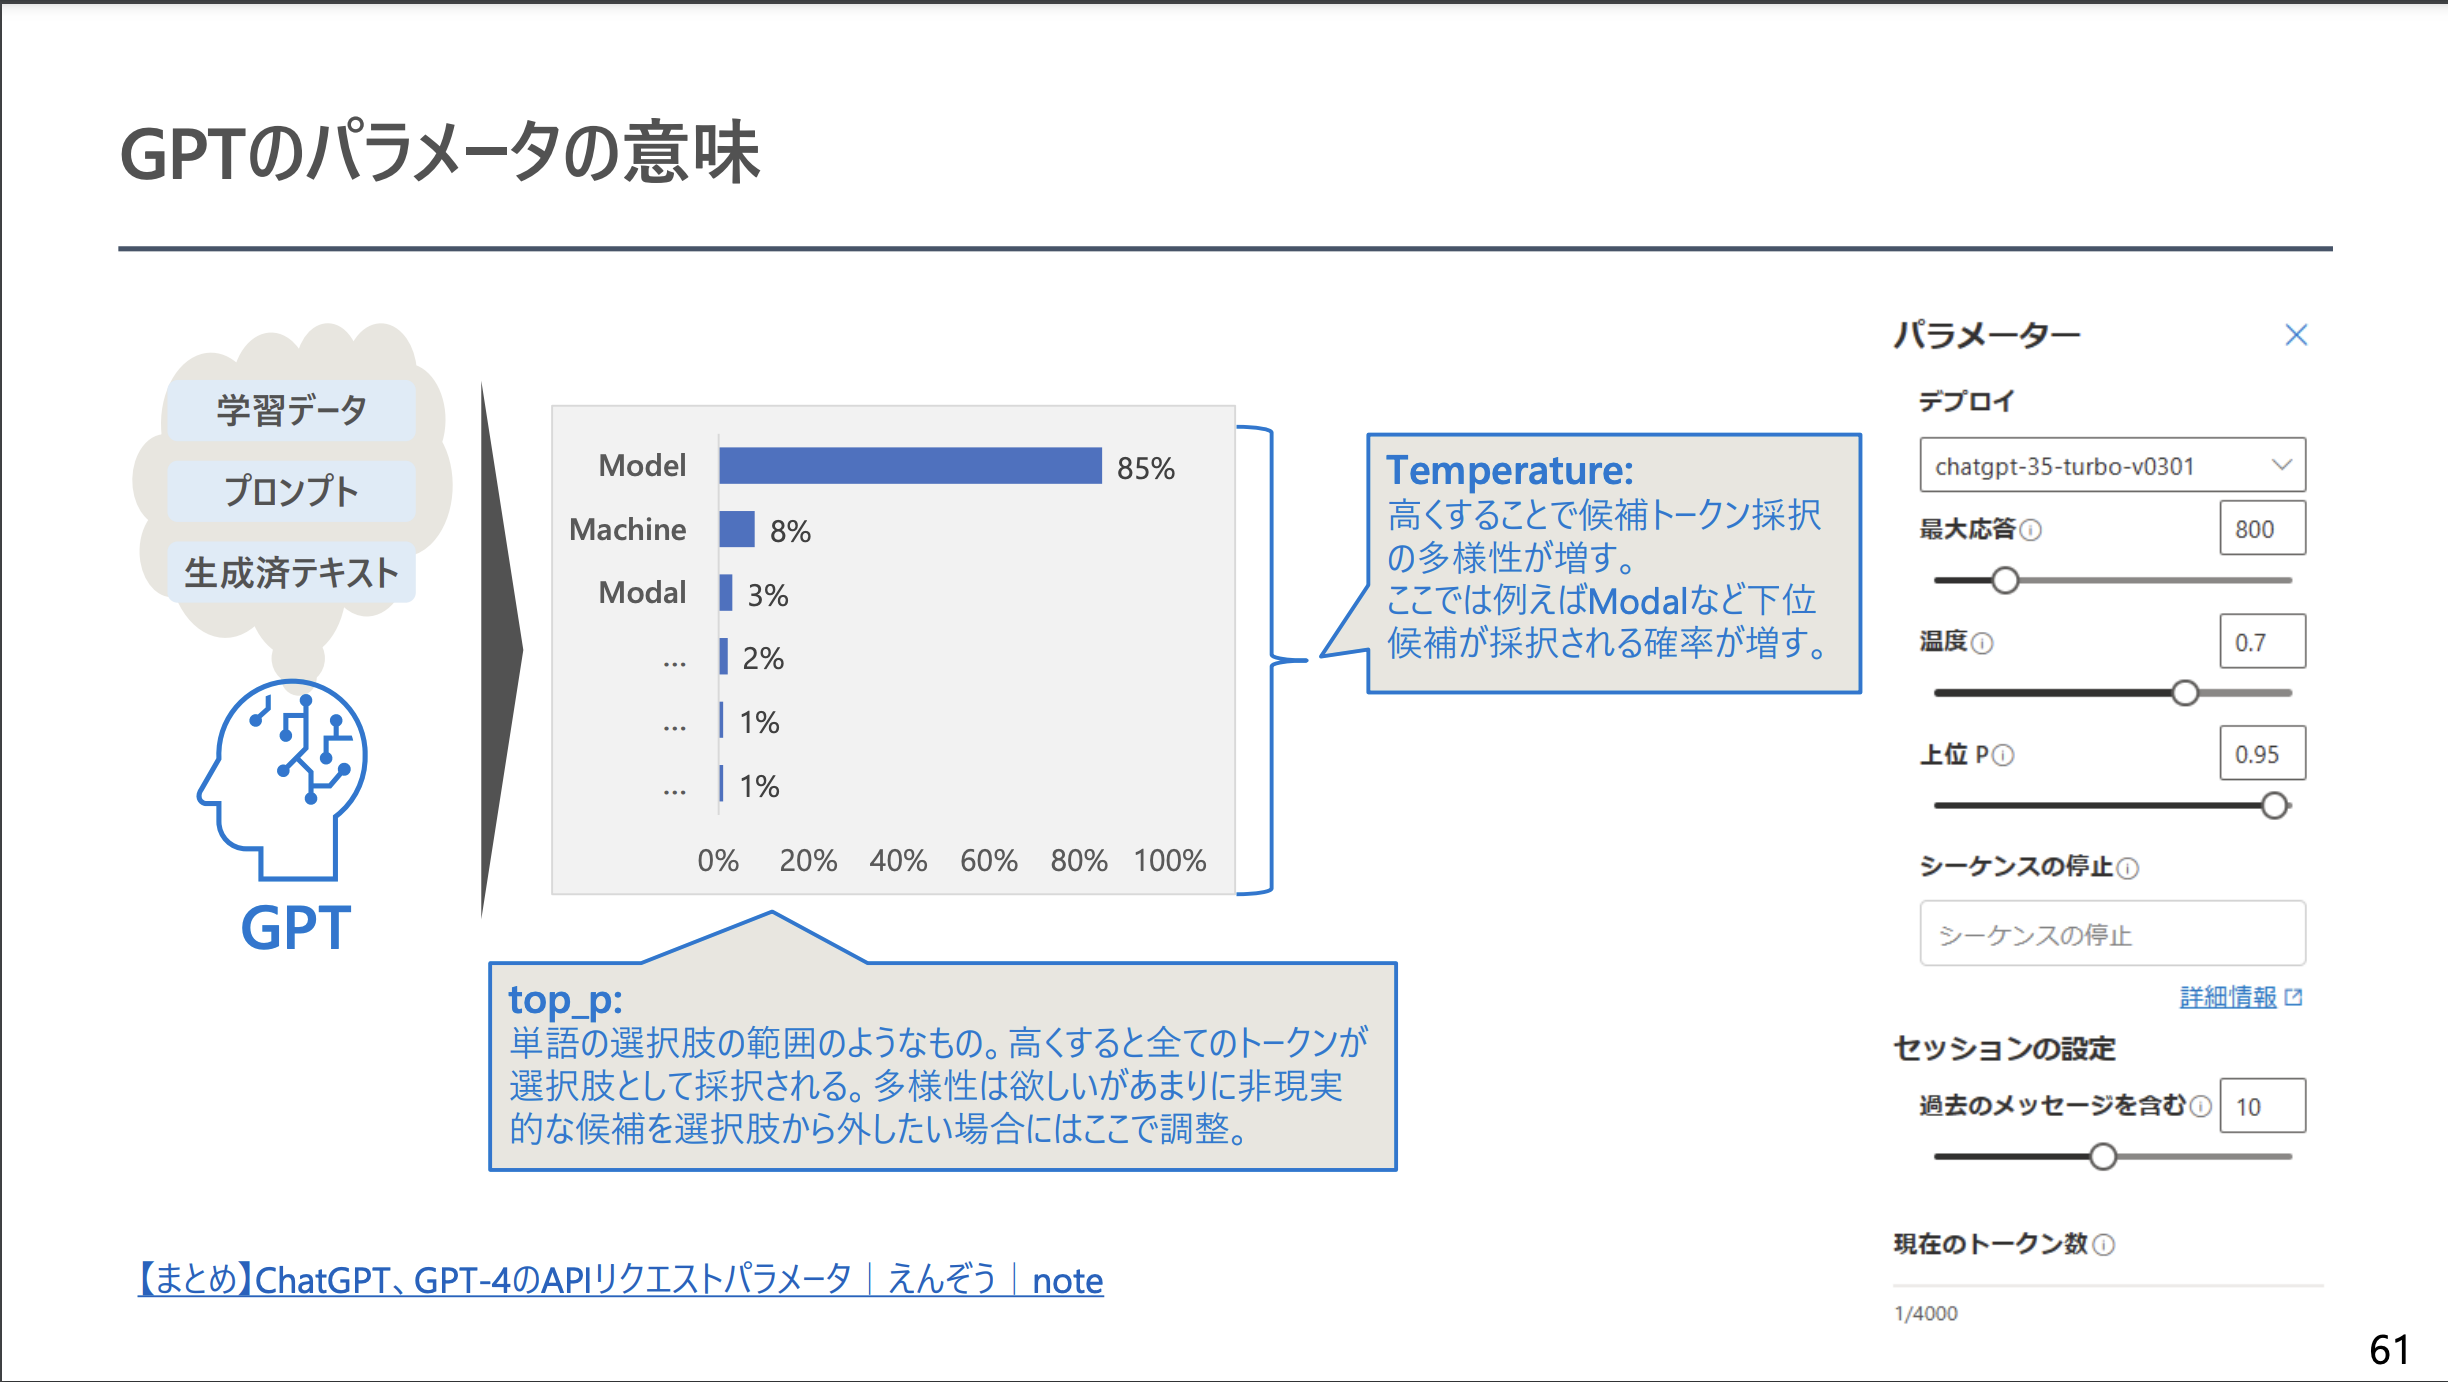 GPTのパラメータの意味
学習データ
プロンプト
生成済テキスト
GPT
Model 85%
Machine 8%
Modal 3%
... 2%
... 1%
... 1%
0% 20% 40% 60% 80% 100%
Temperature:
高くすることで候補トークン採択
の多様性が増す。
ここでは例えばModalなど下位
候補が採択される確率が増す。
top_p:
単語の選択肢の範囲のようなもの。高くすると全てのトークンが
選択肢として採択される。多様性は欲しいがあまりに非現実
的な候補を選択肢から外したい場合にはここで調整。
【まとめ】ChatGPT、GPT-4のAPIリクエストパラメータ｜えんぞう｜note
パラメーター
デプロイ
chatgpt-35-turbo-v0301
最大応答 800
温度 0.7
上位 P 0.95
シーケンスの停止
シーケンスの停止
詳細情報
セッションの設定
過去のメッセージを含む 10
現在のトークン数
1/4000
61